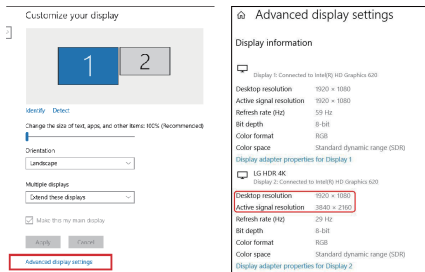 Customize your display
1
2
Identify Detect
Change the size of text, apps, and other items: 100% (Recommended)
Orientation
Landscape
Multiple displays
Extend these displays
Make this my main display
Apply Cancel
Advanced display settings
Advanced display settings
Display information
Display 1: Connected to Intel(R) HD Graphics 620
Desktop resolution 1920 × 1080
Active signal resolution 1920 × 1080
Refresh rate (Hz) 59 Hz
Bit depth 8-bit
Color format RGB
Color space Standard dynamic range (SDR)
Display adapter properties for Display 1
LG HDR 4K
Display 2: Connected to Intel(R) HD Graphics 620
Desktop resolution 1920 × 1080
Active signal resolution 3840 × 2160
Refresh rate (Hz) 29 Hz
Bit depth 8-bit
Color format RGB
Color space Standard dynamic range (SDR)
Display adapter properties for Display 2